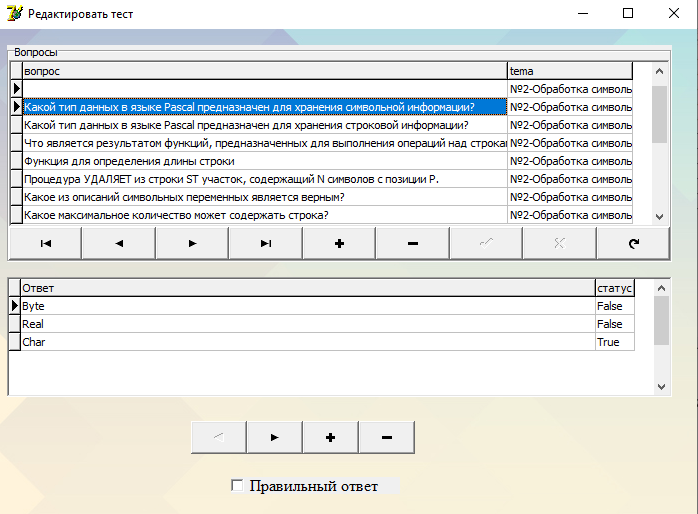 Редактировать тест
Вопросы
вопрос tema
№2-Обработка символь
Какой тип данных в языке Pascal предназначен для хранения символьной информации? №2-Обработка символь
Какой тип данных в языке Pascal предназначен для хранения строковой информации? №2-Обработка символь
Что является результатом функций, предназначенных для выполнения операций над строкам №2-Обработка символь
Функция для определения длины строки №2-Обработка символь
Процедура УДАЛЯЕТ из строки ST участок, содержащий N символов с позиции P. №2-Обработка символь
Какое из описаний символьных переменных является верным? №2-Обработка символь
Какое максимальное количество может содержать строка? №2-Обработка символь
Ответ статус
Byte False
Real False
Char True
Правильный ответ